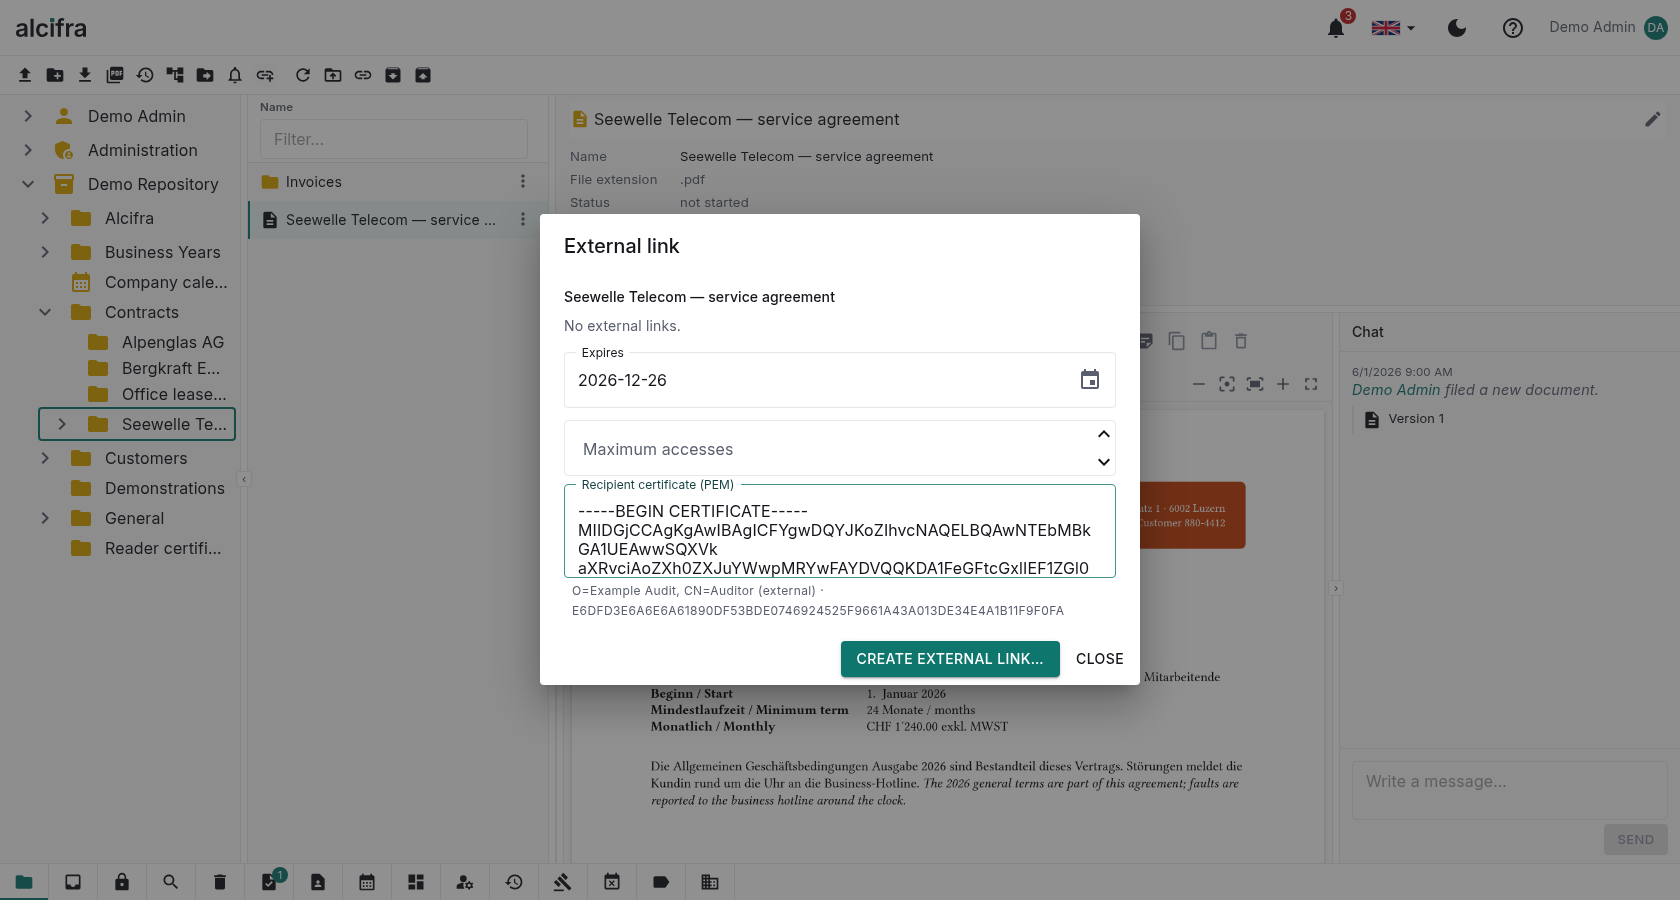 alcifra
3
Demo Admin
DA
Demo Admin
Administration
Demo Repository
Alcifra
Business Years
Company cale...
Contracts
Alpenglas AG
Bergkraft E...
Office lease...
Seewelle Te...
Customers
Demonstrations
General
Reader certifi...
Name
Filter...
Invoices
Seewelle Telecom — service ...
Seewelle Telecom — service agreement
Name Seewelle Telecom — service agreement
File extension .pdf
Status not started
External link
Seewelle Telecom — service agreement
No external links.
Expires
2026-12-26
Maximum accesses
Recipient certificate (PEM)
-----BEGIN CERTIFICATE-----
MIIDGjCCAgKgAwIBAgICFYgwDQYJKoZIhvcNAQELBQAwNTEbMBk
GA1UEAwwSQXVk
aXRvciAoZXh0ZXJuYWwpMRYwFAYDVQQKDA1FeGFtcGxlIEF1ZGl0
O=Example Audit, CN=Auditor (external) ·
E6DFD3E6A6E6A61890DF53BDE0746924525F9661A43A013DE34E4A1B11F9F0FA
CREATE EXTERNAL LINK...
CLOSE
atz 1 · 6002 Luzern
Customer 880-4412
Mitarbeitende
Beginn / Start 1. Januar 2026
Mindestlaufzeit / Minimum term 24 Monate / months
Monatlich / Monthly CHF 1'240.00 exkl. MWST
Die Allgemeinen Geschäftsbedingungen Ausgabe 2026 sind Bestandteil dieses Vertrags. Störungen meldet die
Kundin rund um die Uhr an die Business-Hotline. The 2026 general terms are part of this agreement; faults are
reported to the business hotline around the clock.
Chat
6/1/2026 9:00 AM
Demo Admin filed a new document.
Version 1
Write a message...
SEND
1